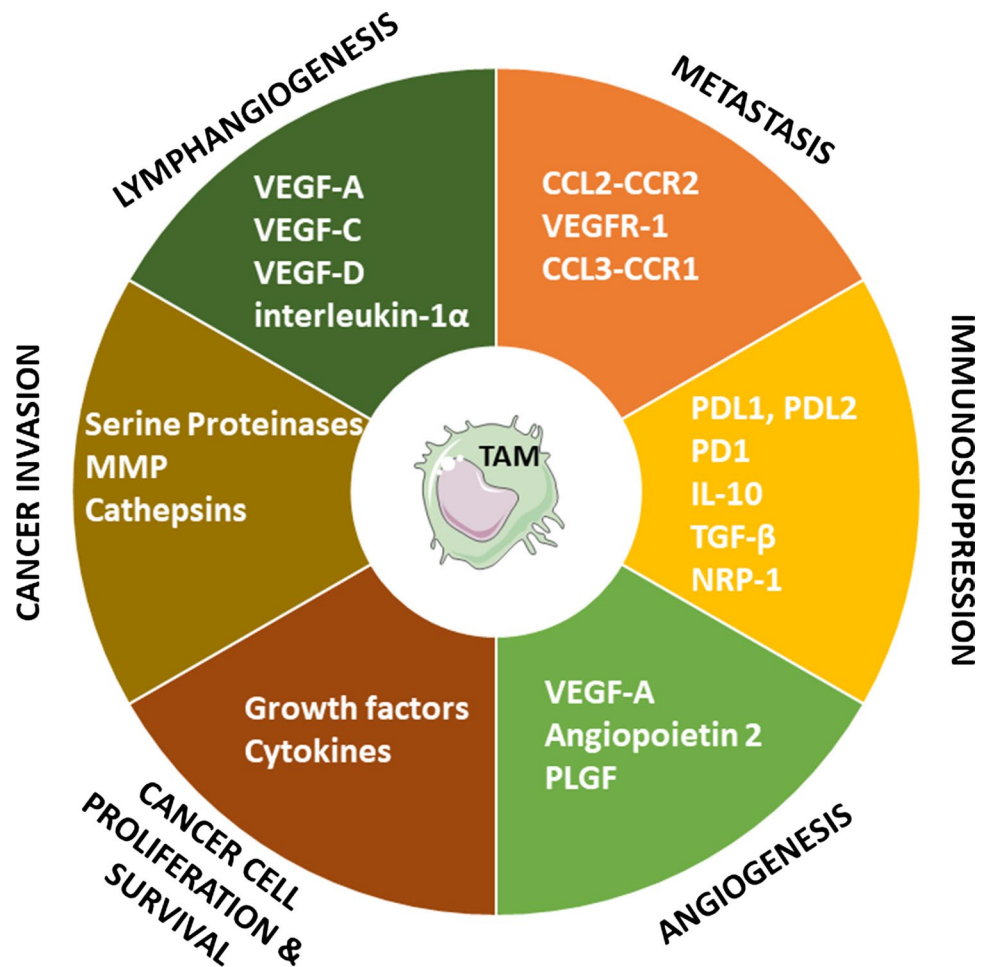 LYMPHANGIOGENESIS
VEGF-A
VEGF-C
VEGF-D
interleukin-1α
METASTASIS
CCL2-CCR2
VEGFR-1
CCL3-CCR1
IMMUNOSUPPRESSION
PDL1, PDL2
PD1
IL-10
TGF-β
NRP-1
ANGIOGENESIS
VEGF-A
Angiopoietin 2
PLGF
CANCER CELL
PROLIFERATION &
SURVIVAL
Growth factors
Cytokines
CANCER INVASION
Serine Proteinases
MMP
Cathepsins
TAM